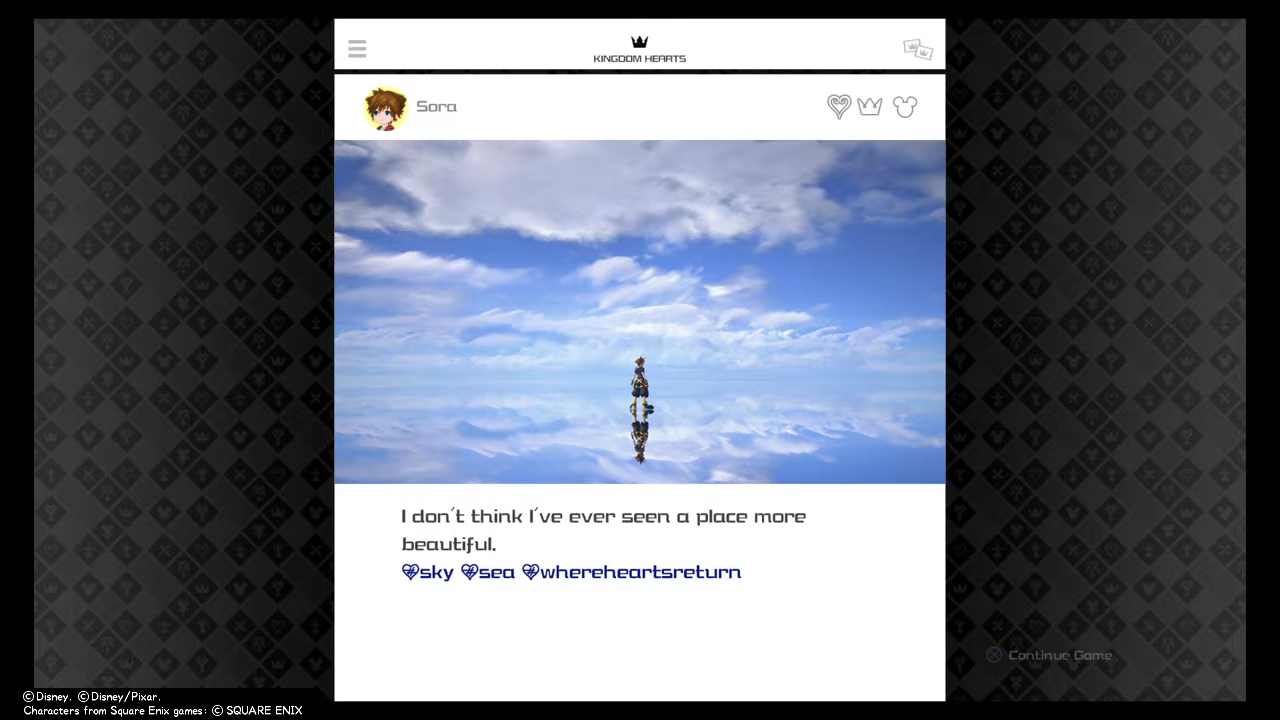 KINGDOM HEARTS
Sora
I don't think I've ever seen a place more
beautiful.
#sky #sea #whereheartsreturn
Continue Game
©Disney. ©Disney/Pixar.
Characters from Square Enix games: © SQUARE ENIX